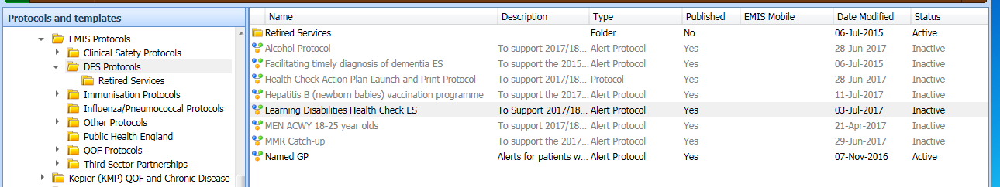 Protocols and templates
EMIS Protocols
Clinical Safety Protocols
DES Protocols
Retired Services
Immunisation Protocols
Influenza/Pneumococcal Protocols
Other Protocols
Public Health England
QOF Protocols
Third Sector Partnerships
Kepier (KMP) QOF and Chronic Disease
Name Description Type Published EMIS Mobile Date Modified Status
Retired Services Folder No 06-Jul-2015 Active
Alcohol Protocol To support 2017/18... Alert Protocol Yes 28-Jun-2017 Inactive
Facilitating timely diagnosis of dementia ES To support the 2015... Alert Protocol Yes 06-Jul-2015 Inactive
Health Check Action Plan Launch and Print Protocol To support 2017/18... Protocol Yes 28-Jun-2017 Inactive
Hepatitis B (newborn babies) vaccination programme To support 2017/18... Alert Protocol Yes 11-Jul-2017 Inactive
Learning Disabilities Health Check ES To Support 2017/18... Alert Protocol Yes 03-Jul-2017 Inactive
MEN ACWY 18-25 year olds To support 2017/18... Alert Protocol Yes 21-Apr-2017 Inactive
MMR Catch-up To support the 2017... Alert Protocol Yes 29-Jun-2017 Inactive
Named GP Alerts for patients w... Alert Protocol Yes 07-Nov-2016 Active